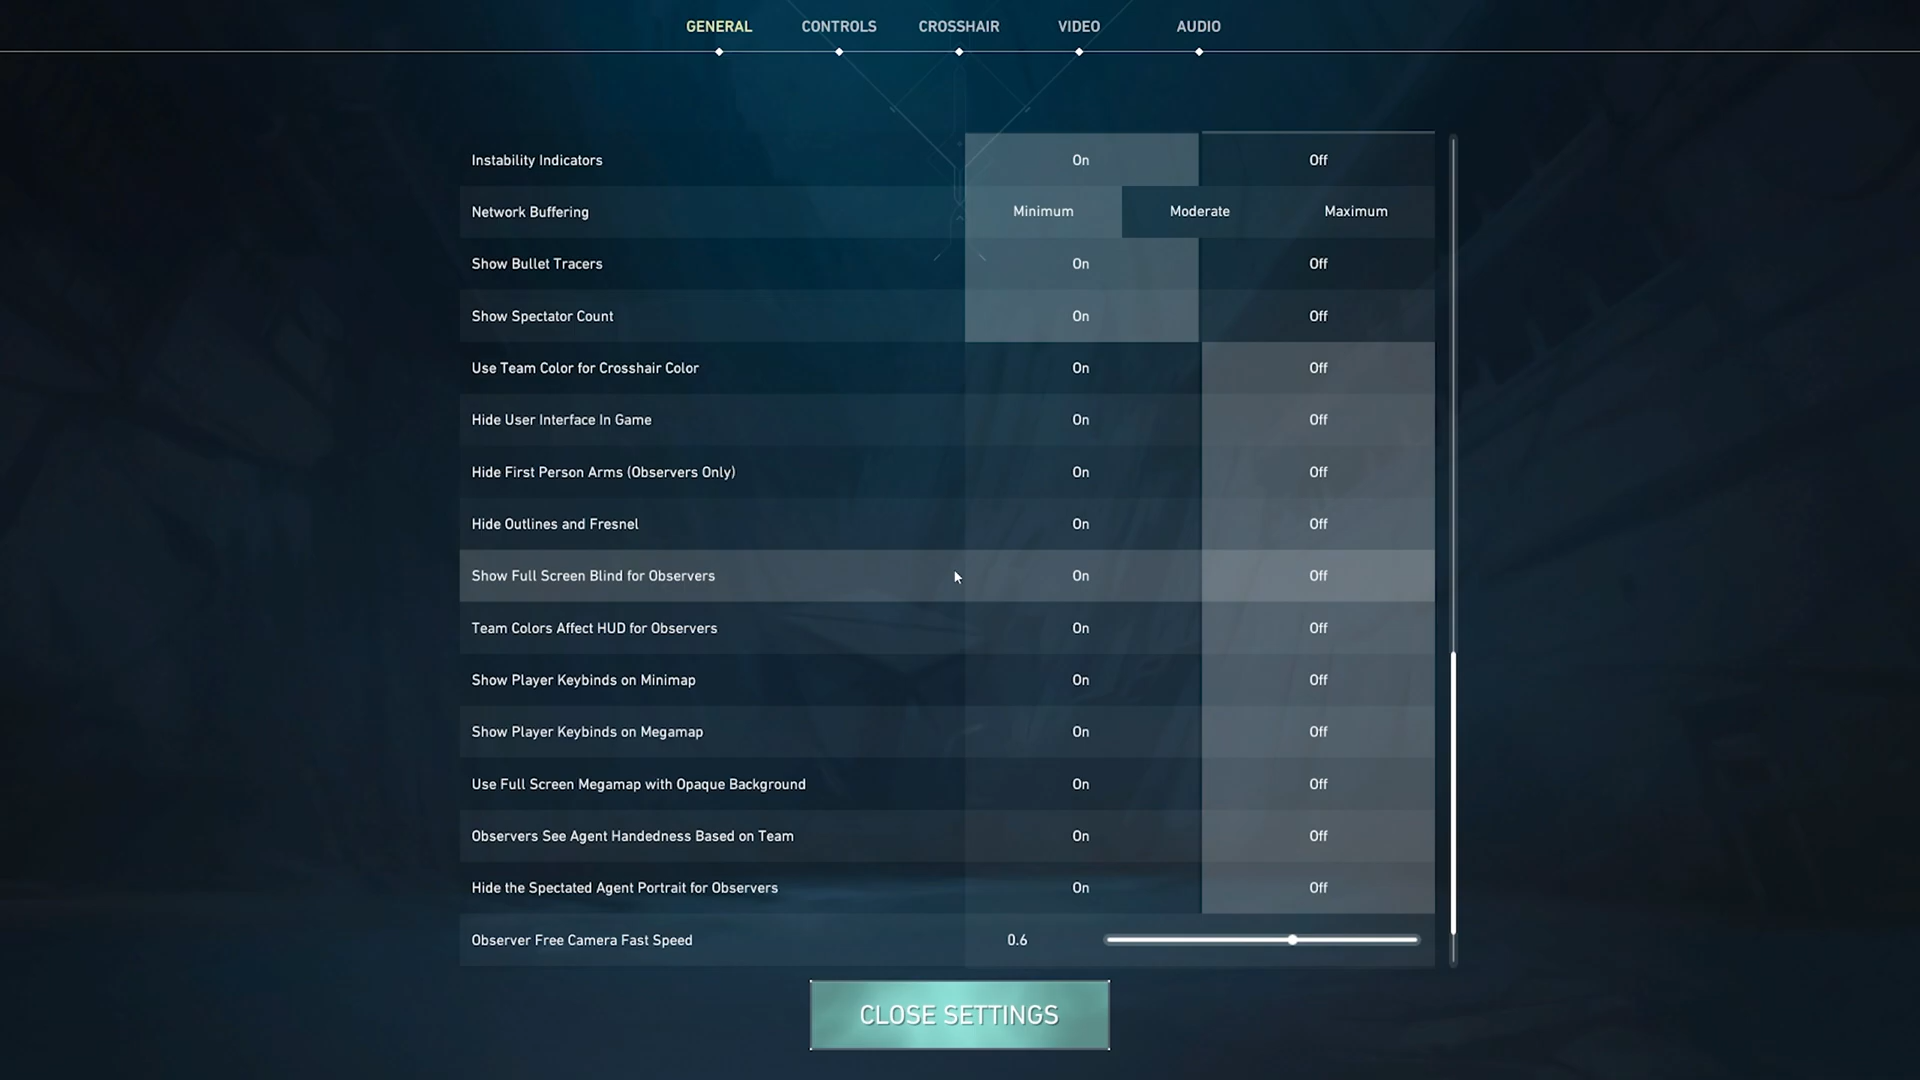 GENERAL CONTROLS CROSSHAIR VIDEO AUDIO
Instability Indicators On Off
Network Buffering Minimum Moderate Maximum
Show Bullet Tracers On Off
Show Spectator Count On Off
Use Team Color for Crosshair Color On Off
Hide User Interface In Game On Off
Hide First Person Arms (Observers Only) On Off
Hide Outlines and Fresnel On Off
Show Full Screen Blind for Observers On Off
Team Colors Affect HUD for Observers On Off
Show Player Keybinds on Minimap On Off
Show Player Keybinds on Megamap On Off
Use Full Screen Megamap with Opaque Background On Off
Observers See Agent Handedness Based on Team On Off
Hide the Spectated Agent Portrait for Observers On Off
Observer Free Camera Fast Speed 0.6
CLOSE SETTINGS